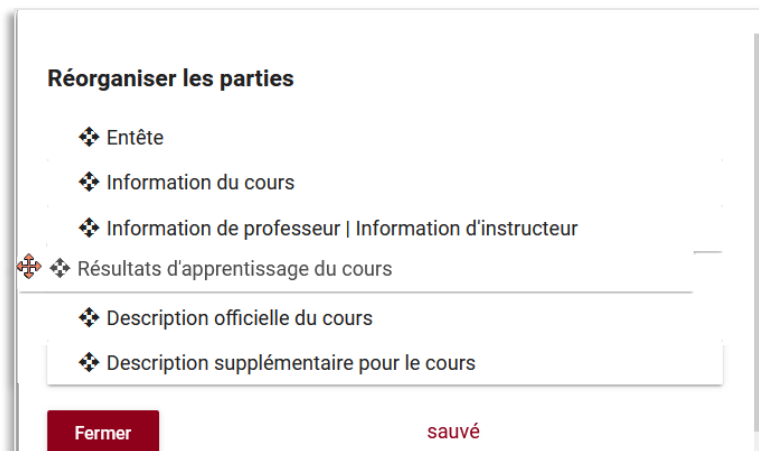 Réorganiser les parties
Entête
Information du cours
Information de professeur | Information d'instructeur
Résultats d'apprentissage du cours
Description officielle du cours
Description supplémentaire pour le cours
Fermer
sauvé